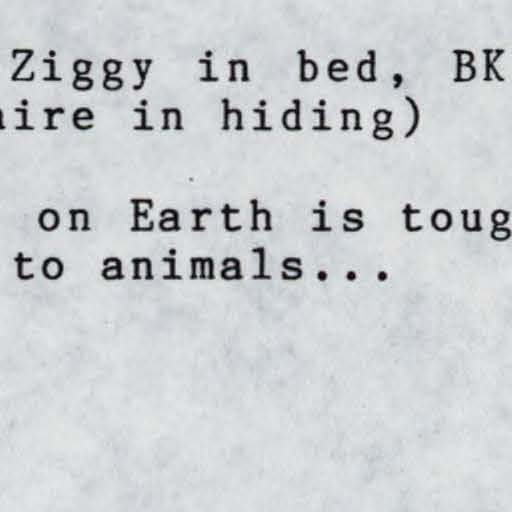 Ziggy in bed, BK
aire in hiding)
on Earth is toug
to animals...